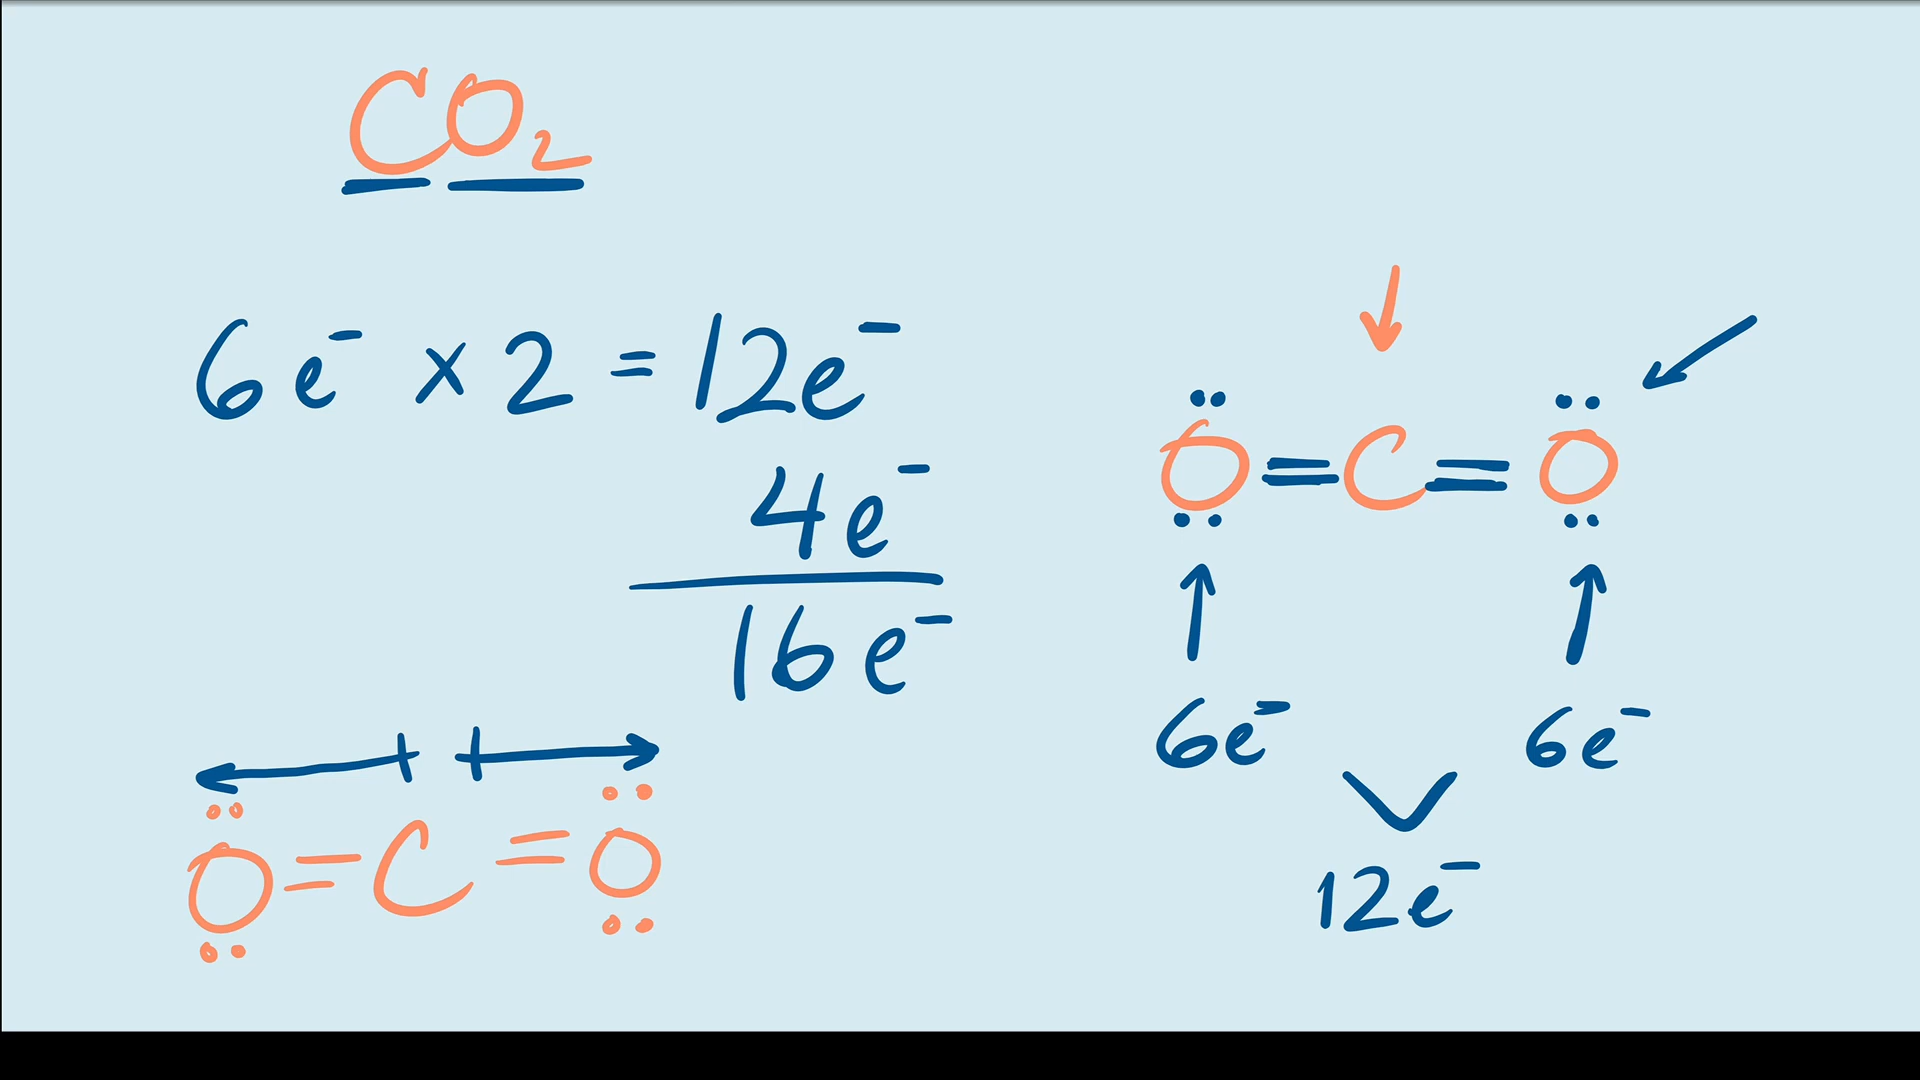 CO₂
6e⁻ × 2 = 12e⁻
4e⁻
16e⁻
O=C=O
O=C=O
6e⁻ 6e⁻
12e⁻